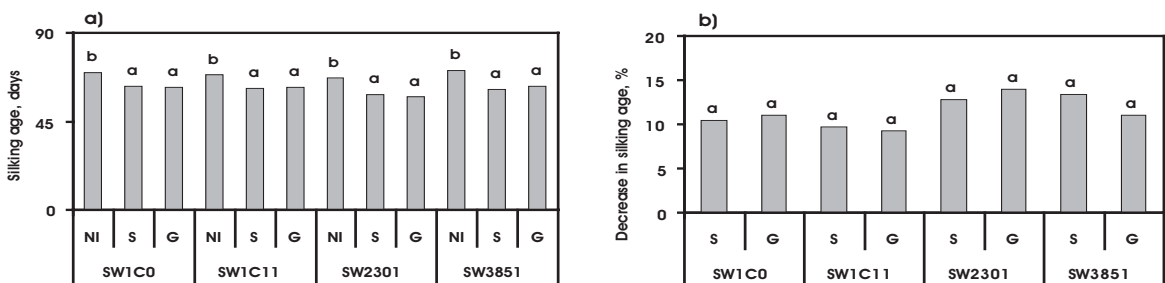 a)
Silking age, days
90
45
0
b a a b a a b a a b a a
NI S G NI S G NI S G NI S G
SW1C0 SW1C11 SW2301 SW3851
b)
Decrease in silking age, %
20
15
10
5
0
a a a a a a a a
S G S G S G S G
SW1C0 SW1C11 SW2301 SW3851